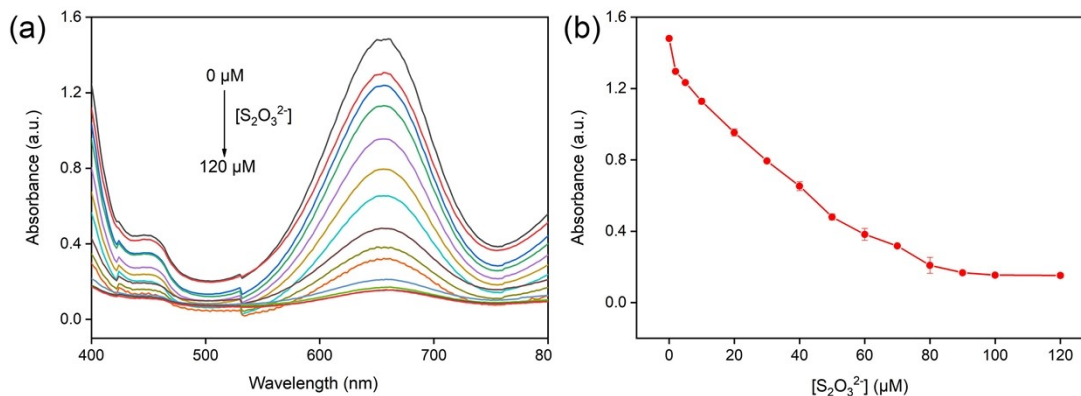 (a)
1.6
1.2
0.8
0.4
0.0
Absorbance (a.u.)
0 μM
[S₂O₃²⁻]
120 μM
400 500 600 700 80
Wavelength (nm)
(b)
1.6
1.2
0.8
0.4
0.0
Absorbance (a.u.)
0 20 40 60 80 100 120
[S₂O₃²⁻] (μM)